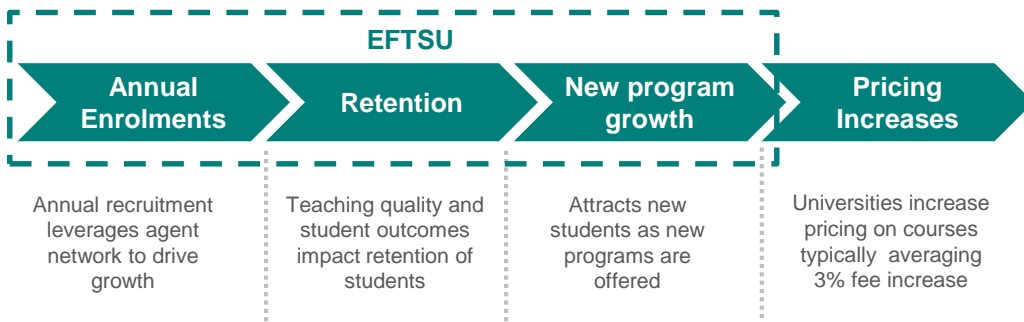 EFTSU
Annual
Enrolments
Retention
New program
growth
Pricing
Increases
Annual recruitment
leverages agent
network to drive
growth
Teaching quality and
student outcomes
impact retention of
students
Attracts new
students as new
programs are
offered
Universities increase
pricing on courses
typically averaging
3% fee increase